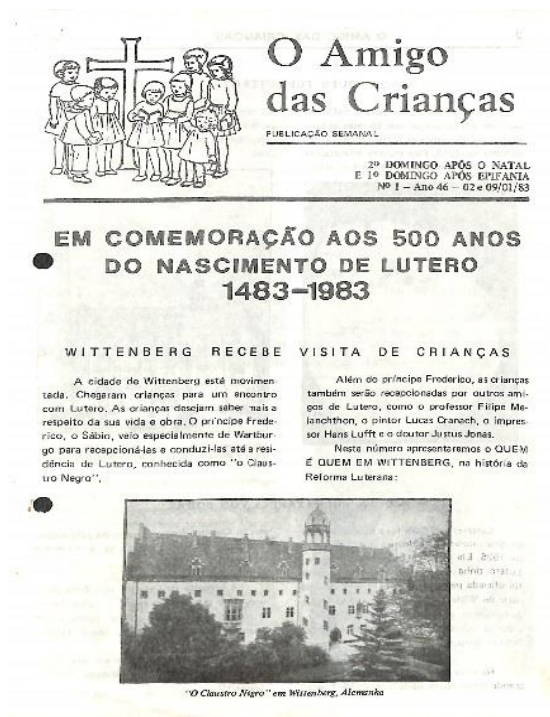 O Amigo
das Crianças
PUBLICAÇÃO SEMANAL
2º DOMINGO APÓS O NATAL
E 1º DOMINGO APÓS EPIFANIA
Nº 1 – Ano 46 – 02 e 09/01/83
EM COMEMORAÇÃO AOS 500 ANOS
DO NASCIMENTO DE LUTERO
1483–1983
WITTENBERG RECEBE VISITA DE CRIANÇAS
A cidade de Wittenberg está movimen-
tada. Chegaram crianças para um encontro
com Lutero. As crianças desejam saber mais a
respeito da sua vida e obra. O príncipe Frede-
rico, o Sábio, veio especialmente de Wartbur-
go para recepcioná-las e conduzi-las até a resi-
dência de Lutero, conhecida como "o Claus-
tro Negro".
Além do príncipe Frederico, as crianças
também serão recepcionadas por outros ami-
gos de Lutero, como o professor Filipe Me-
lanchthon, o pintor Lucas Cranach, o impres-
sor Hans Lufft e o doutor Justus Jonas.
Neste número apresentaremos o QUEM
É QUEM EM WITTENBERG, na história da
Reforma Luterana:
"O Claustro Nigro" em Wittenberg, Alemanha